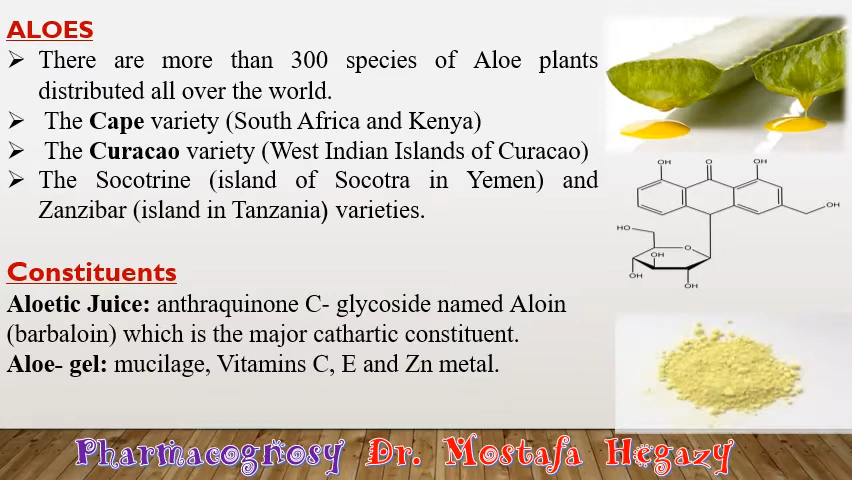 ALOES
➢ There are more than 300 species of Aloe plants
distributed all over the world.
➢ The Cape variety (South Africa and Kenya)
➢ The Curacao variety (West Indian Islands of Curacao)
➢ The Socotrine (island of Socotra in Yemen) and
Zanzibar (island in Tanzania) varieties.
OH O OH
OH
HO
O
OH
OH
OH
Constituents
Aloetic Juice: anthraquinone C- glycoside named Aloin
(barbaloin) which is the major cathartic constituent.
Aloe- gel: mucilage, Vitamins C, E and Zn metal.
Pharmacognosy Dr. Mostafa Hegazy